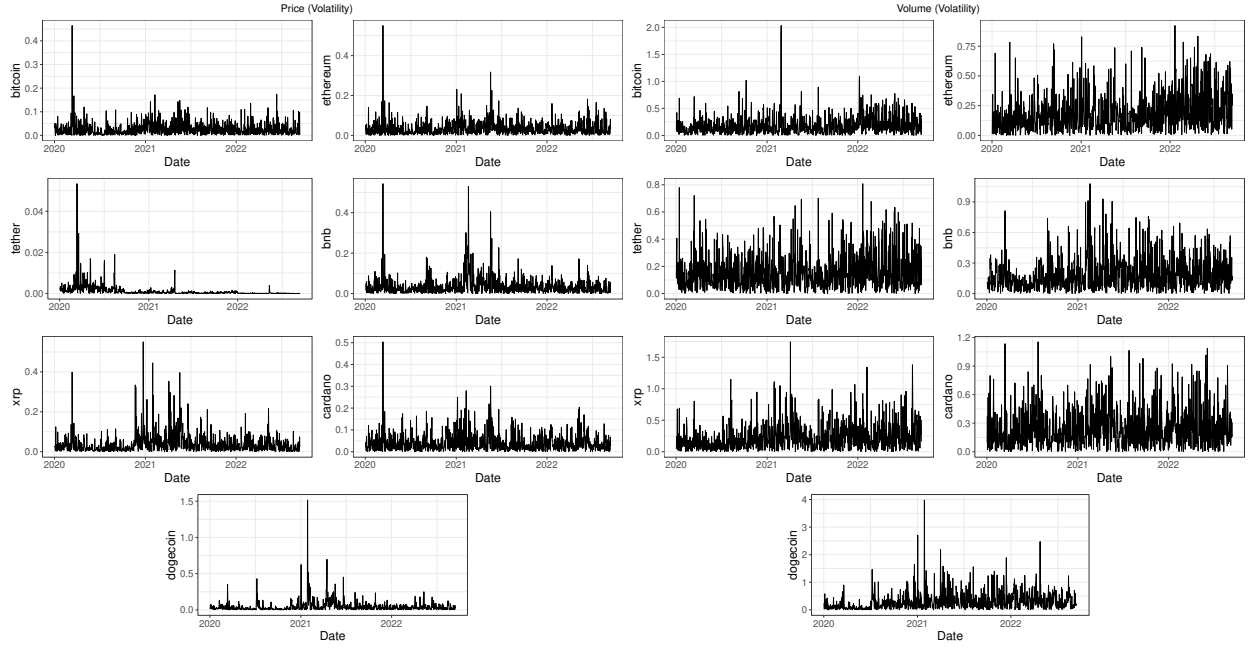 Price (Volatility)
Volume (Volatility)
bitcoin
0.4
0.3
0.2
0.1
0.0
2020 2021 2022
Date
ethereum
0.4
0.2
0.0
2020 2021 2022
Date
bitcoin
2.0
1.5
1.0
0.5
0.0
2020 2021 2022
Date
ethereum
0.75
0.50
0.25
0.00
2020 2021 2022
Date
tether
0.04
0.02
0.00
2020 2021 2022
Date
bnb
0.4
0.2
0.0
2020 2021 2022
Date
tether
0.8
0.6
0.4
0.2
0.0
2020 2021 2022
Date
bnb
0.9
0.6
0.3
0.0
2020 2021 2022
Date
xrp
0.4
0.2
0.0
2020 2021 2022
Date
cardano
0.5
0.4
0.3
0.2
0.1
0.0
2020 2021 2022
Date
xrp
1.5
1.0
0.5
0.0
2020 2021 2022
Date
cardano
1.2
0.9
0.6
0.3
0.0
2020 2021 2022
Date
dogecoin
1.5
1.0
0.5
0.0
2020 2021 2022
Date
dogecoin
4
3
2
1
0
2020 2021 2022
Date